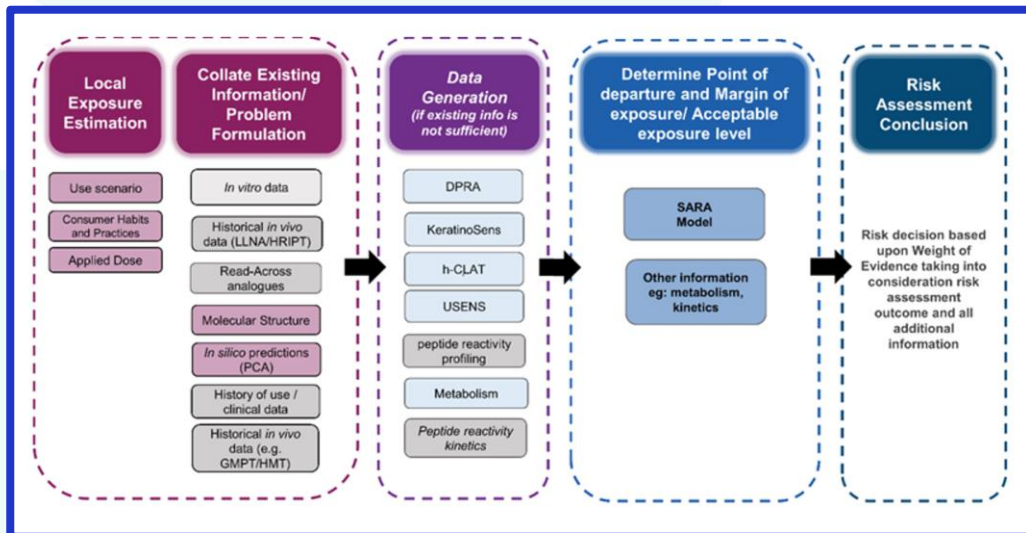 Local
Exposure
Estimation
Use scenario
Consumer Habits
and Practices
Applied Dose
Collate Existing
Information/
Problem
Formulation
In vitro data
Historical in vivo
data (LLNA/HRIPT)
Read-Across
analogues
Molecular Structure
In silico predictions
(PCA)
History of use /
clinical data
Historical in vivo
data (e.g.
GMPT/HMT)
Data
Generation
(if existing info is
not sufficient)
DPRA
KeratinoSens
h-CLAT
USENS
peptide reactivity
profiling
Metabolism
Peptide reactivity
kinetics
Determine Point of
departure and Margin of
exposure/ Acceptable
exposure level
SARA
Model
Other information
eg: metabolism,
kinetics
Risk
Assessment
Conclusion
Risk decision based
upon Weight of
Evidence taking into
consideration risk
assessment
outcome and all
additional
information